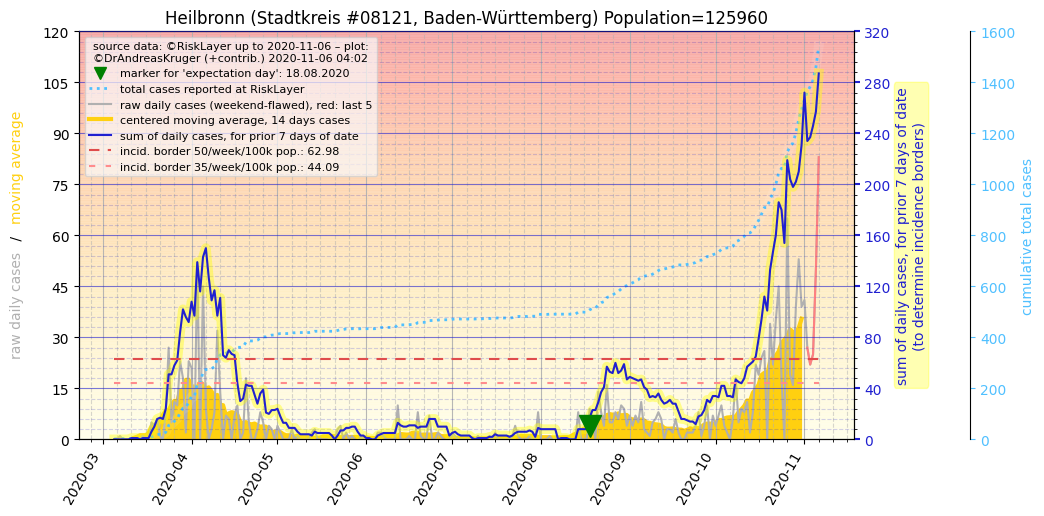 Heilbronn (Stadtkreis #08121, Baden-Württemberg) Population=125960
source data: ©RiskLayer up to 2020-11-06 – plot:
©DrAndreasKruger (+contrib.) 2020-11-06 04:02
marker for 'expectation day': 18.08.2020
total cases reported at RiskLayer
raw daily cases (weekend-flawed), red: last 5
centered moving average, 14 days cases
sum of daily cases, for prior 7 days of date
incid. border 50/week/100k pop.: 62.98
incid. border 35/week/100k pop.: 44.09
raw daily cases / moving average
120
105
90
75
60
45
30
15
0
320
280
240
200
160
120
80
40
0
sum of daily cases, for prior 7 days of date
(to determine incidence borders)
1600
1400
1200
1000
800
600
400
200
0
cumulative total cases
2020-03
2020-04
2020-05
2020-06
2020-07
2020-08
2020-09
2020-10
2020-11